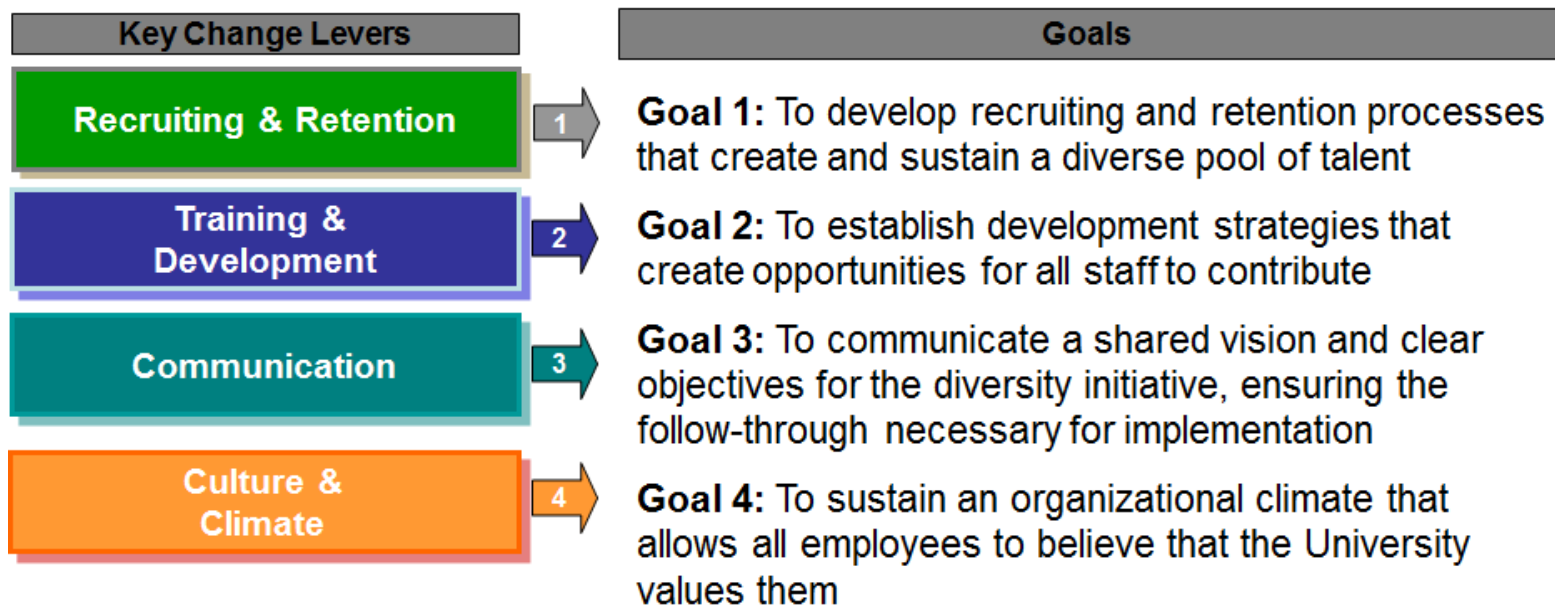 Key Change Levers
Goals
Recruiting & Retention
1
Goal 1: To develop recruiting and retention processes
that create and sustain a diverse pool of talent
Training &
Development
2
Goal 2: To establish development strategies that
create opportunities for all staff to contribute
Communication
3
Goal 3: To communicate a shared vision and clear
objectives for the diversity initiative, ensuring the
follow-through necessary for implementation
Culture &
Climate
4
Goal 4: To sustain an organizational climate that
allows all employees to believe that the University
values them